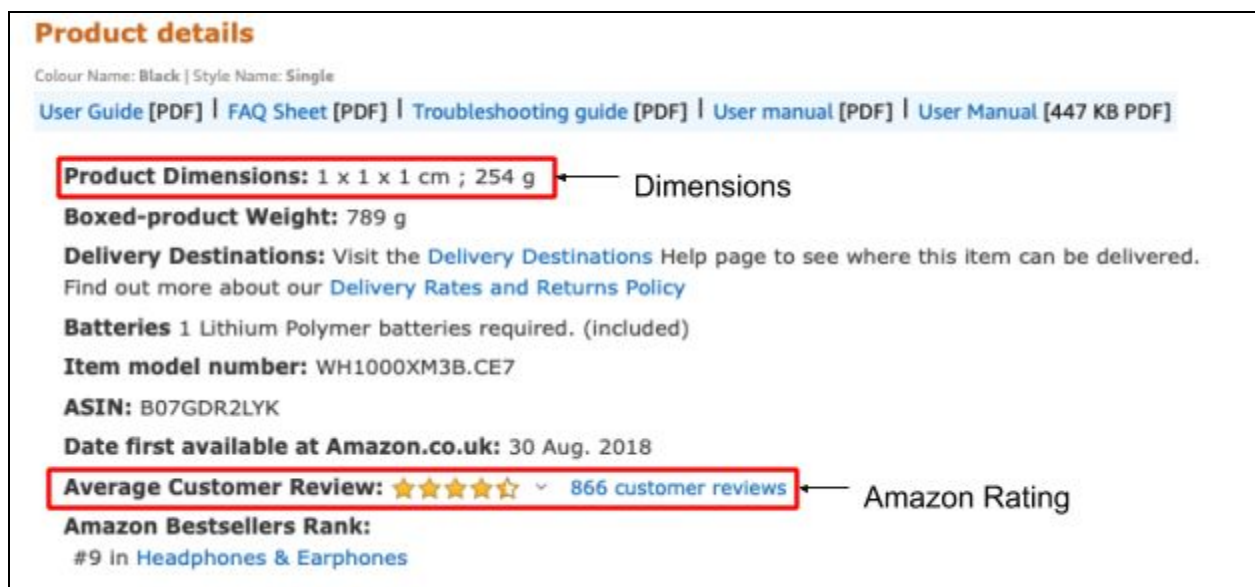 Product details
Colour Name: Black | Style Name: Single
User Guide [PDF] | FAQ Sheet [PDF] | Troubleshooting guide [PDF] | User manual [PDF] | User Manual [447 KB PDF]
Product Dimensions: 1 x 1 x 1 cm ; 254 g
Dimensions
Boxed-product Weight: 789 g
Delivery Destinations: Visit the Delivery Destinations Help page to see where this item can be delivered.
Find out more about our Delivery Rates and Returns Policy
Batteries 1 Lithium Polymer batteries required. (included)
Item model number: WH1000XM3B.CE7
ASIN: B07GDR2LYK
Date first available at Amazon.co.uk: 30 Aug. 2018
Average Customer Review: 866 customer reviews
Amazon Rating
Amazon Bestsellers Rank:
#9 in Headphones & Earphones